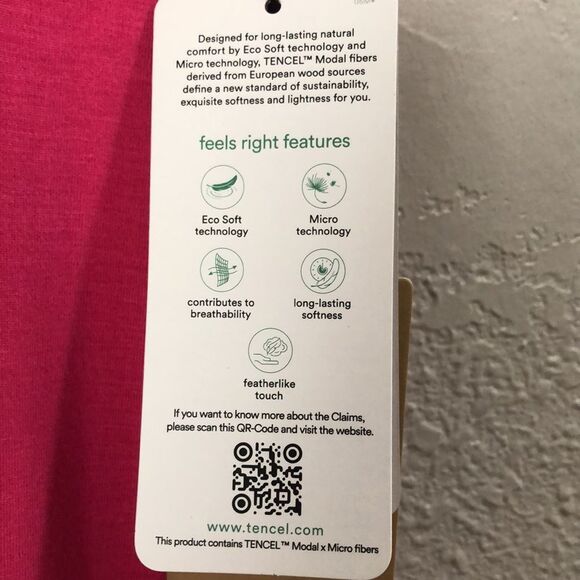 Designed for long-lasting natural
comfort by Eco Soft technology and
Micro technology, TENCEL™ Modal fibers
derived from European wood sources
define a new standard of sustainability,
exquisite softness and lightness for you.
feels right features
Eco Soft
technology
Micro
technology
contributes to
breathability
long-lasting
softness
featherlike
touch
If you want to know more about the Claims,
please scan this QR-Code and visit the website.
www.tencel.com
This product contains TENCEL™ Modal x Micro fibers